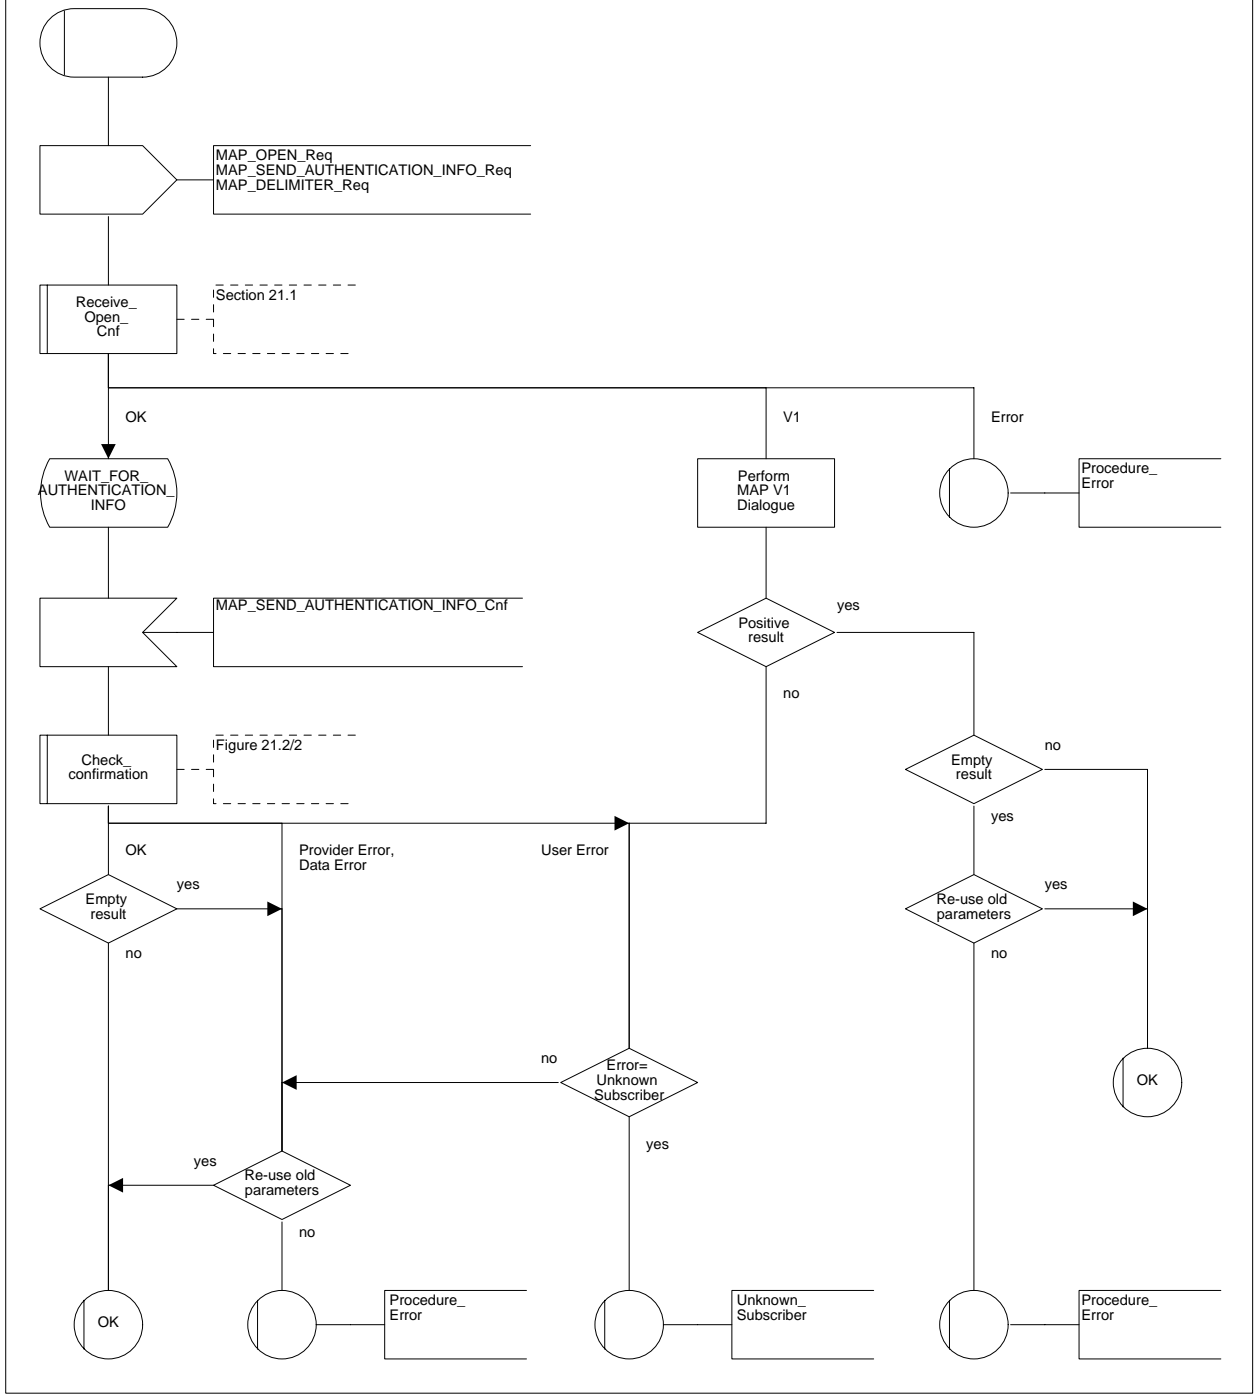 MAP_OPEN_Req
MAP_SEND_AUTHENTICATION_INFO_Req
MAP_DELIMITER_Req
Receive_
Open_
Cnf
Section 21.1
OK
V1
Error
WAIT_FOR_
AUTHENTICATION_
INFO
Perform
MAP V1
Dialogue
Procedure_
Error
MAP_SEND_AUTHENTICATION_INFO_Cnf
Positive
result
yes
no
Check_
confirmation
Figure 21.2/2
Empty
result
no
yes
OK
Provider Error,
Data Error
User Error
Empty
result
yes
no
Re-use old
parameters
yes
no
Error=
Unknown
Subscriber
no
yes
OK
Re-use old
parameters
yes
no
OK
Procedure_
Error
Unknown_
Subscriber
Procedure_
Error